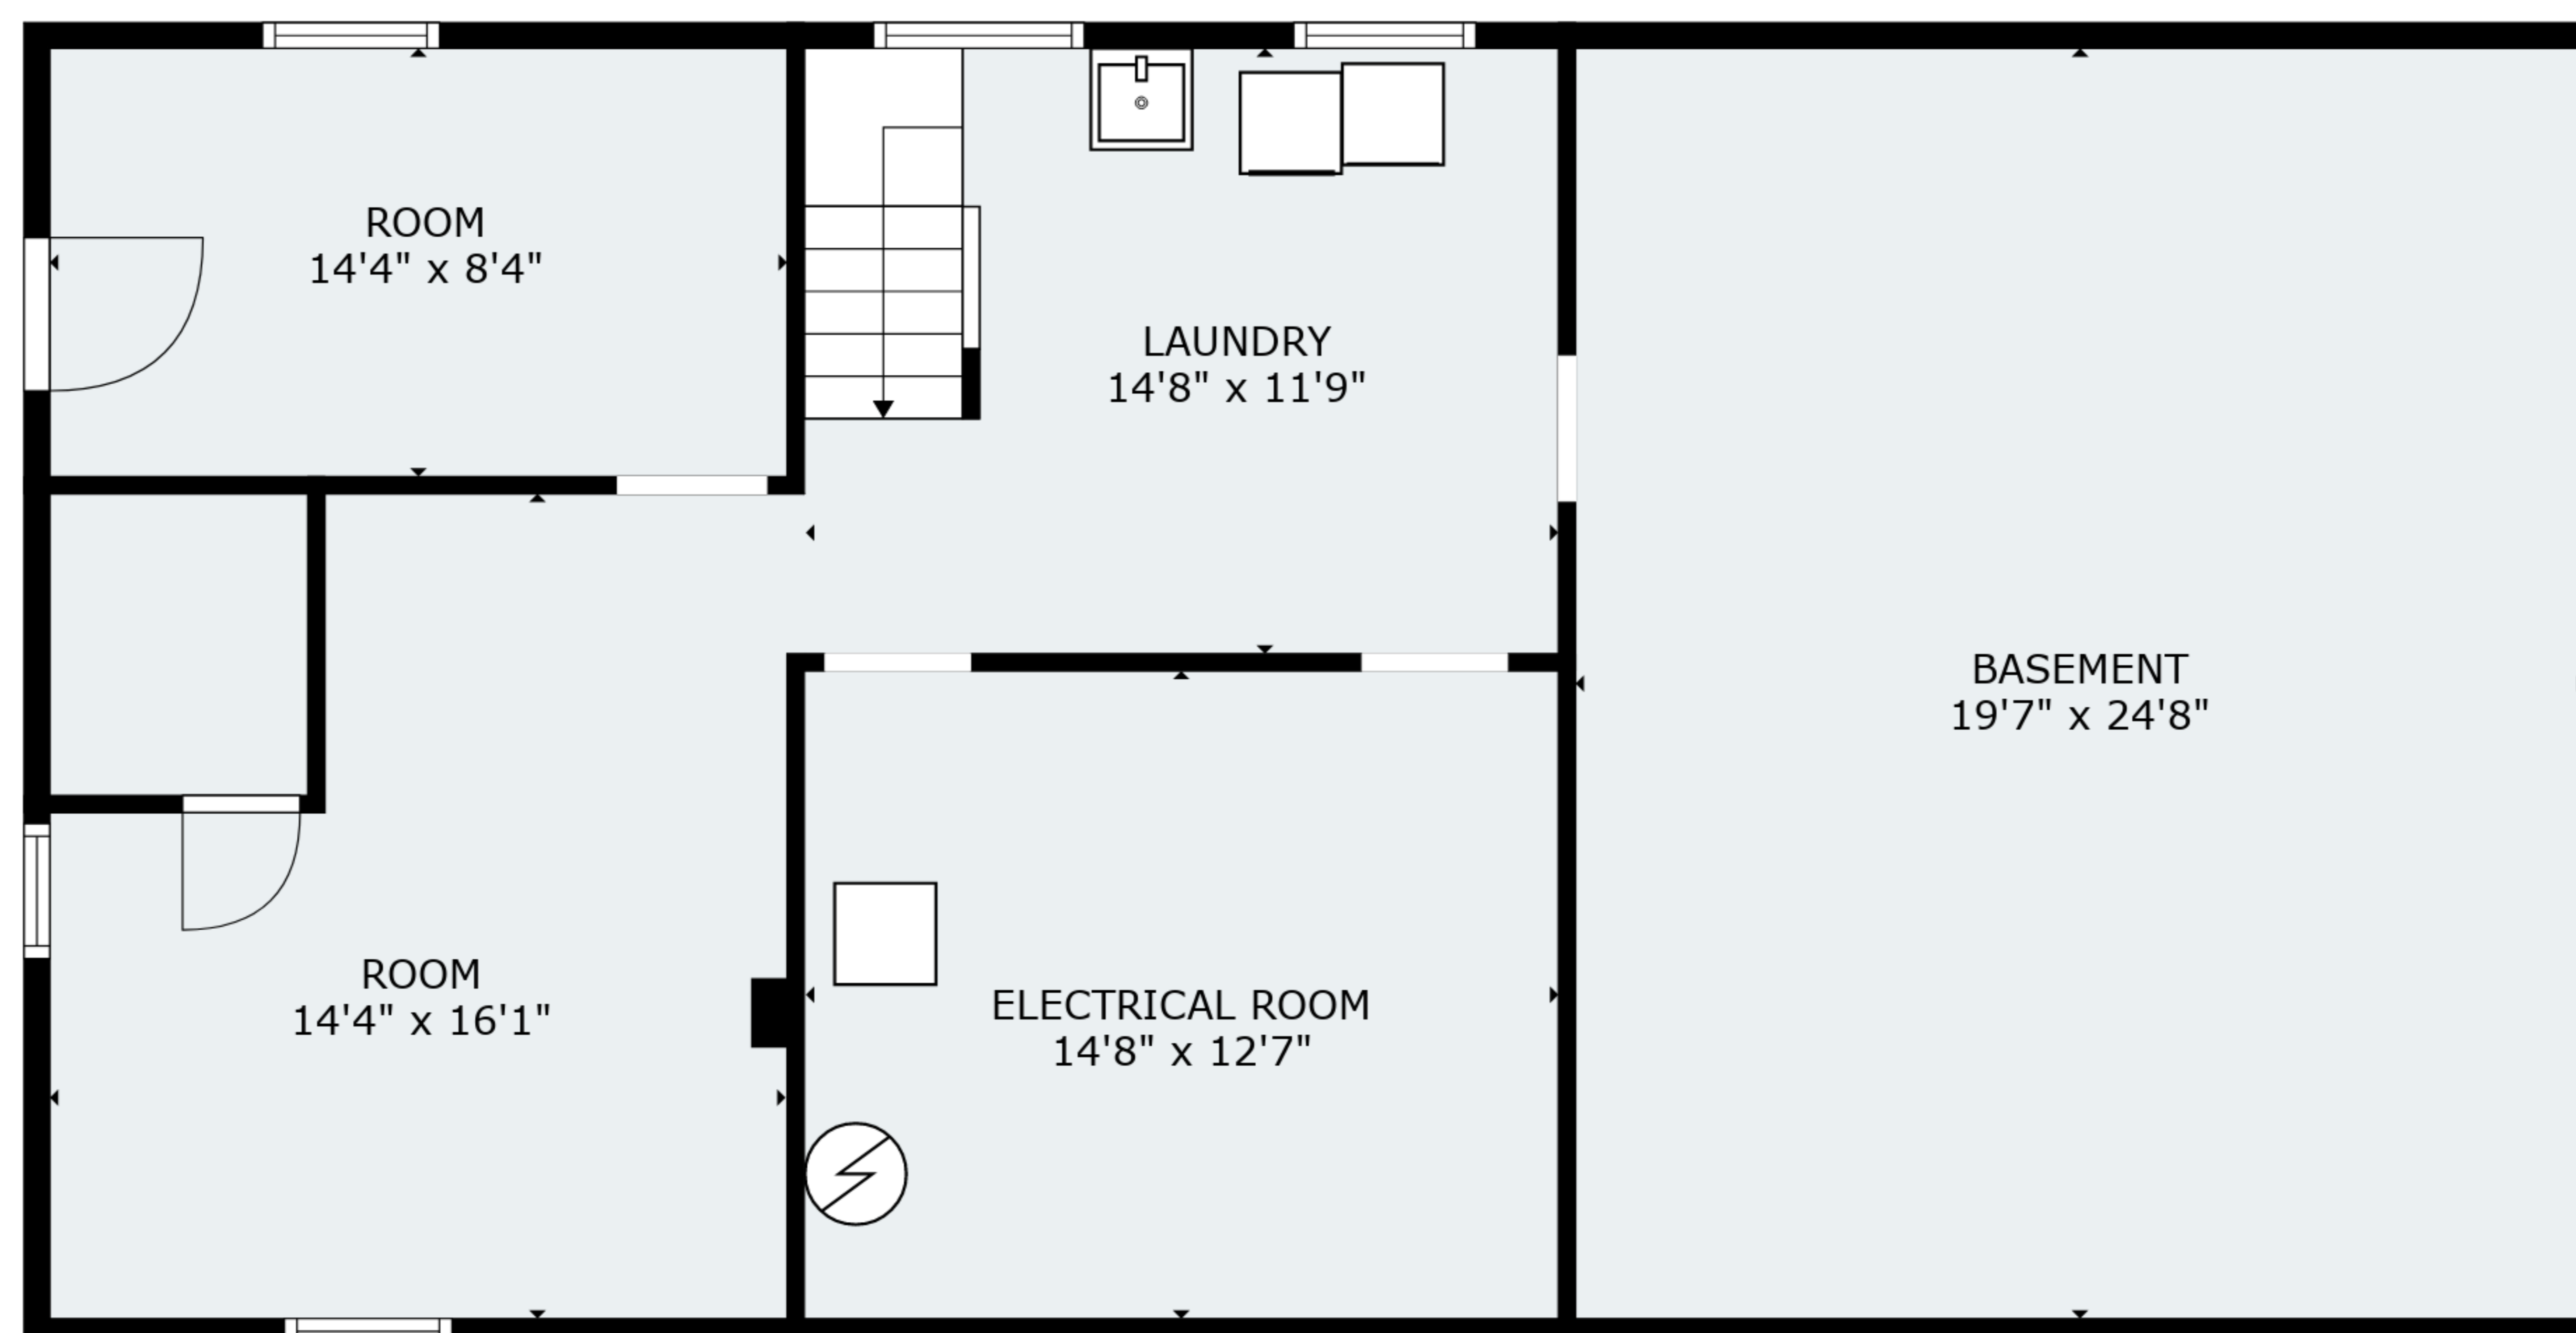 ROOM
14'4" x 8'4"
LAUNDRY
14'8" x 11'9"
BASEMENT
19'7" x 24'8"
ROOM
14'4" x 16'1"
ELECTRICAL ROOM
14'8" x 12'7"